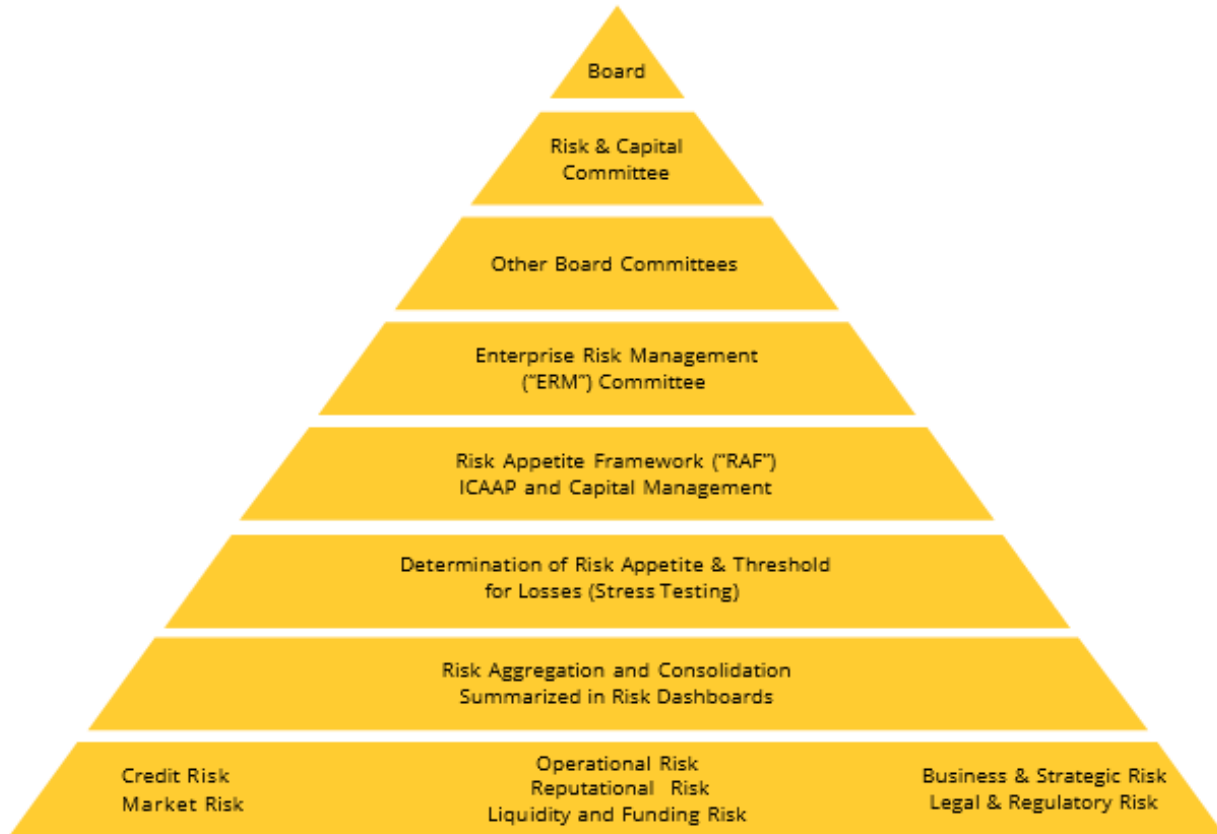 Board
Risk & Capital
Committee
Other Board Committees
Enterprise Risk Management
(“ERM”) Committee
Risk Appetite Framework (“RAF”)
ICAAP and Capital Management
Determination of Risk Appetite & Threshold
for Losses (Stress Testing)
Risk Aggregation and Consolidation
Summarized in Risk Dashboards
Credit Risk
Market Risk
Operational Risk
Reputational Risk
Liquidity and Funding Risk
Business & Strategic Risk
Legal & Regulatory Risk